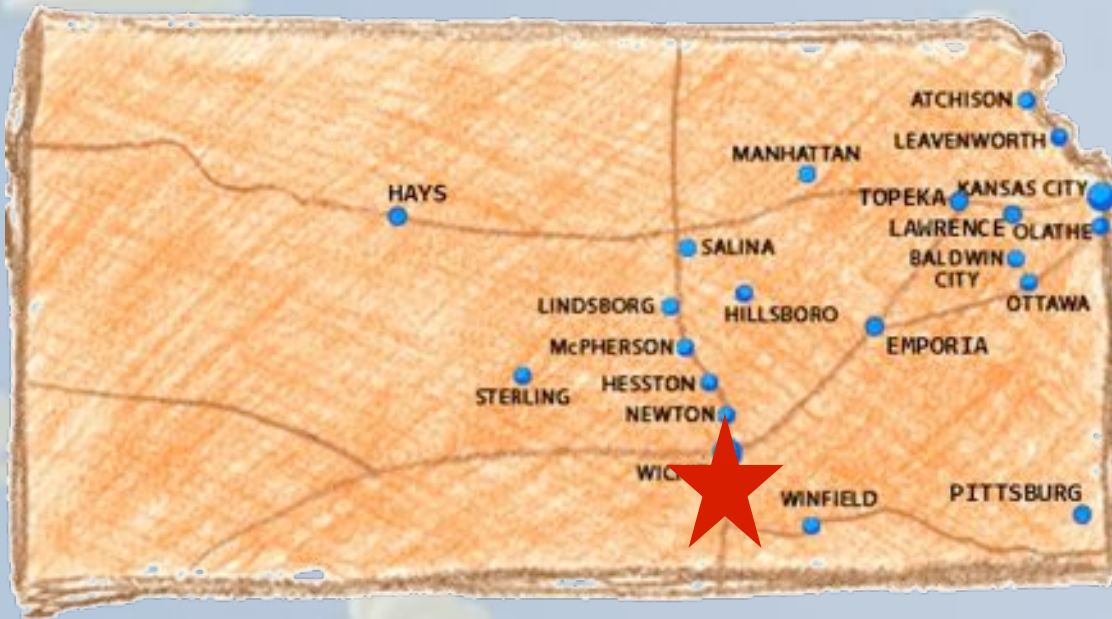 ATCHISON
LEAVENWORTH
MANHATTAN
HAYS
KANSAS CITY
TOPEKA
LAWRENCE
OLATHE
SALINA
BALDWIN
CITY
OTTAWA
LINDSBORG
HILLSBORO
EMPORIA
McPHERSON
HESSTON
STERLING
NEWTON
WINFIELD
PITTSBURG